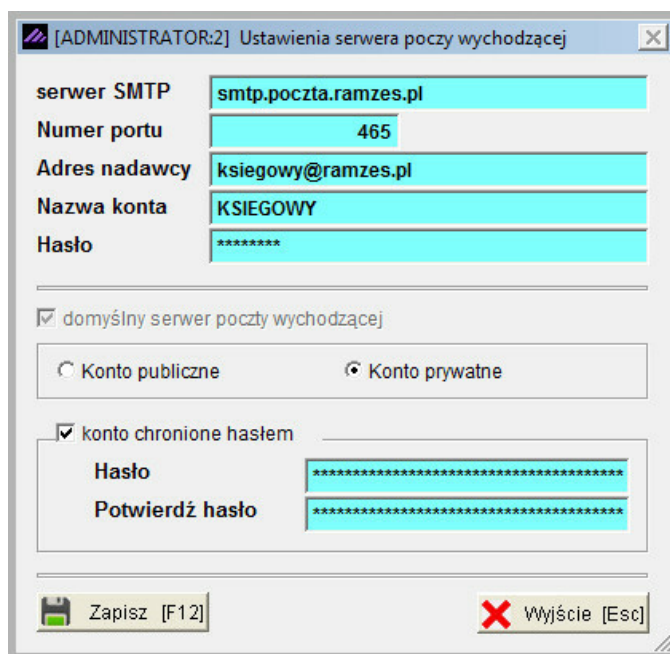 [ADMINISTRATOR:2] Ustawienia serwera poczy wychodzącej
serwer SMTP smtp.poczta.ramzes.pl
Numer portu 465
Adres nadawcy ksiegowy@ramzes.pl
Nazwa konta KSIEGOWY
Hasło ********
domyślny serwer poczty wychodzącej
Konto publiczne Konto prywatne
konto chronione hasłem
Hasło ****************************************
Potwierdź hasło ****************************************
Zapisz [F12] Wyjście [Esc]